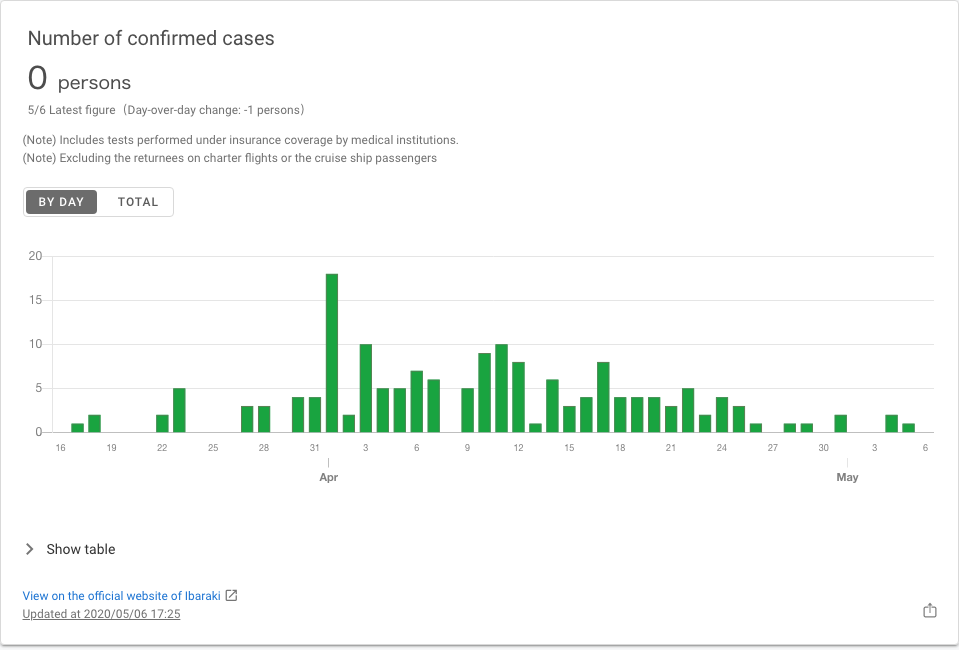 Number of confirmed cases
0 persons
5/6 Latest figure（Day-over-day change: -1 persons）
(Note) Includes tests performed under insurance coverage by medical institutions.
(Note) Excluding the returnees on charter flights or the cruise ship passengers
BY DAY TOTAL
20
15
10
5
0
16 19 22 25 28 31 3 6 9 12 15 18 21 24 27 30 3 6
Apr May
Show table
View on the official website of Ibaraki
Updated at 2020/05/06 17:25